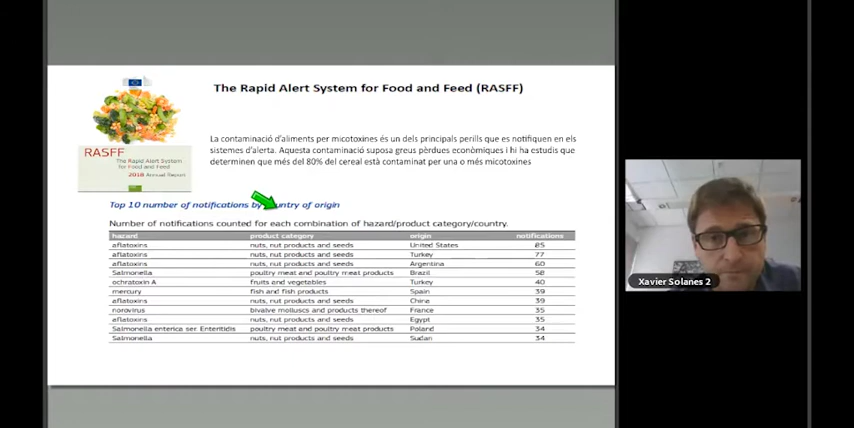 The Rapid Alert System for Food and Feed (RASFF)
La contaminació d'aliments per micotoxines és un dels principals perills que es notifiquen en els
sistemes d'alerta. Aquesta contaminació suposa greus pèrdues econòmiques i hi ha estudis que
determinen que més del 80% del cereal està contaminat per una o més micotoxines
RASFF
The Rapid Alert System
for Food and Feed
2018 Annual Report
Top 10 number of notifications by country of origin
Number of notifications counted for each combination of hazard/product category/country.
hazard product category origin notifications
aflatoxins nuts, nut products and seeds United States 85
aflatoxins nuts, nut products and seeds Turkey 77
aflatoxins nuts, nut products and seeds Argentina 60
Salmonella poultry meat and poultry meat products Brazil 58
ochratoxin A fruits and vegetables Turkey 40
mercury fish and fish products Spain 39
aflatoxins nuts, nut products and seeds China 39
norovirus bivalve molluscs and products thereof France 35
aflatoxins nuts, nut products and seeds Egypt 35
Salmonella enterica ser. Enteritidis poultry meat and poultry meat products Poland 34
Salmonella nuts, nut products and seeds Sudan 34
Xavier Solanes 2